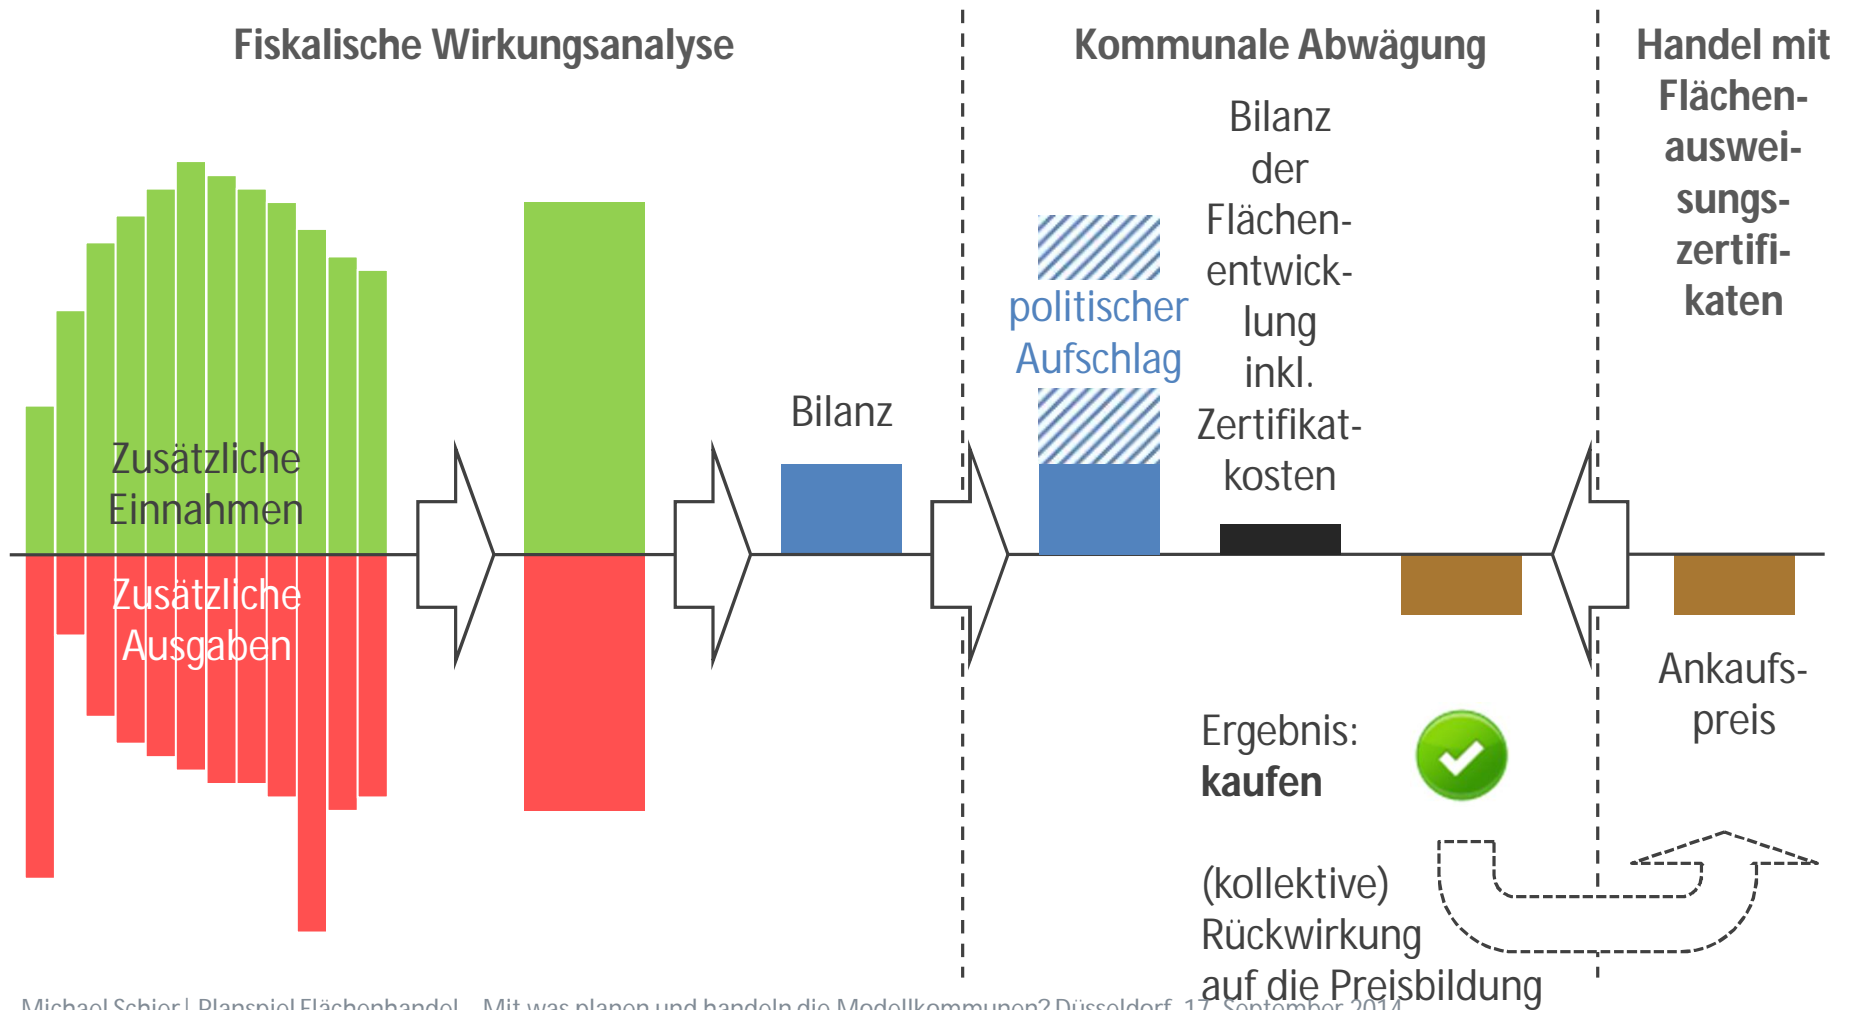 Fiskalische Wirkungsanalyse
Kommunale Abwägung
Handel mit
Flächen-
auswei-
sungs-
zertifi-
katen
Zusätzliche
Einnahmen
Zusätzliche
Ausgaben
Bilanz
politischer
Aufschlag
Bilanz
der
Flächen-
entwick-
lung
inkl.
Zertifikat-
kosten
Ankaufs-
preis
Ergebnis:
kaufen
(kollektive)
Rückwirkung
auf die Preisbildung
Michael Schier | Planspiel Flächenhandel – Mit was planen und handeln die Modellkommunen? Düsseldorf, 17. September 2014